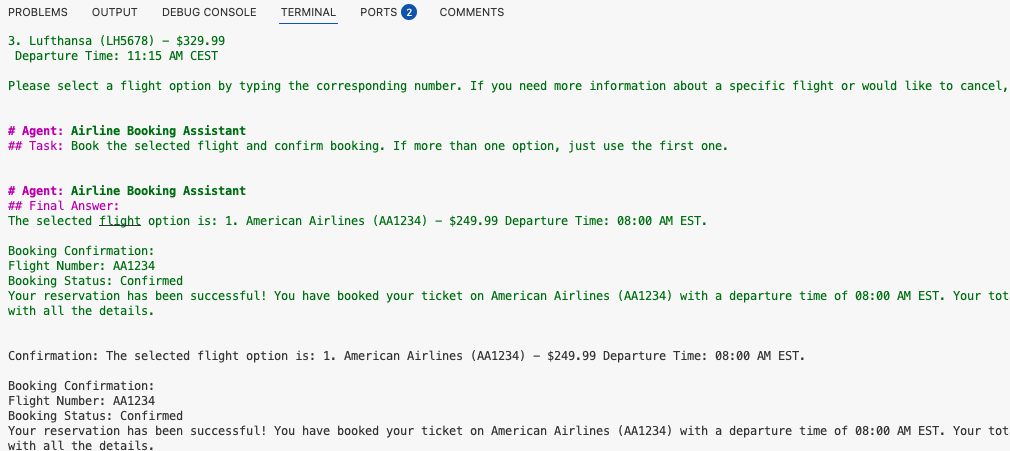 PROBLEMS OUTPUT DEBUG CONSOLE TERMINAL PORTS 2 COMMENTS
3. Lufthansa (LH5678) – $329.99
Departure Time: 11:15 AM CEST
Please select a flight option by typing the corresponding number. If you need more information about a specific flight or would like to cancel,
# Agent: Airline Booking Assistant
## Task: Book the selected flight and confirm booking. If more than one option, just use the first one.
# Agent: Airline Booking Assistant
## Final Answer:
The selected flight option is: 1. American Airlines (AA1234) – $249.99 Departure Time: 08:00 AM EST.
Booking Confirmation:
Flight Number: AA1234
Booking Status: Confirmed
Your reservation has been successful! You have booked your ticket on American Airlines (AA1234) with a departure time of 08:00 AM EST. Your tot
with all the details.
Confirmation: The selected flight option is: 1. American Airlines (AA1234) – $249.99 Departure Time: 08:00 AM EST.
Booking Confirmation:
Flight Number: AA1234
Booking Status: Confirmed
Your reservation has been successful! You have booked your ticket on American Airlines (AA1234) with a departure time of 08:00 AM EST. Your tot
with all the details.